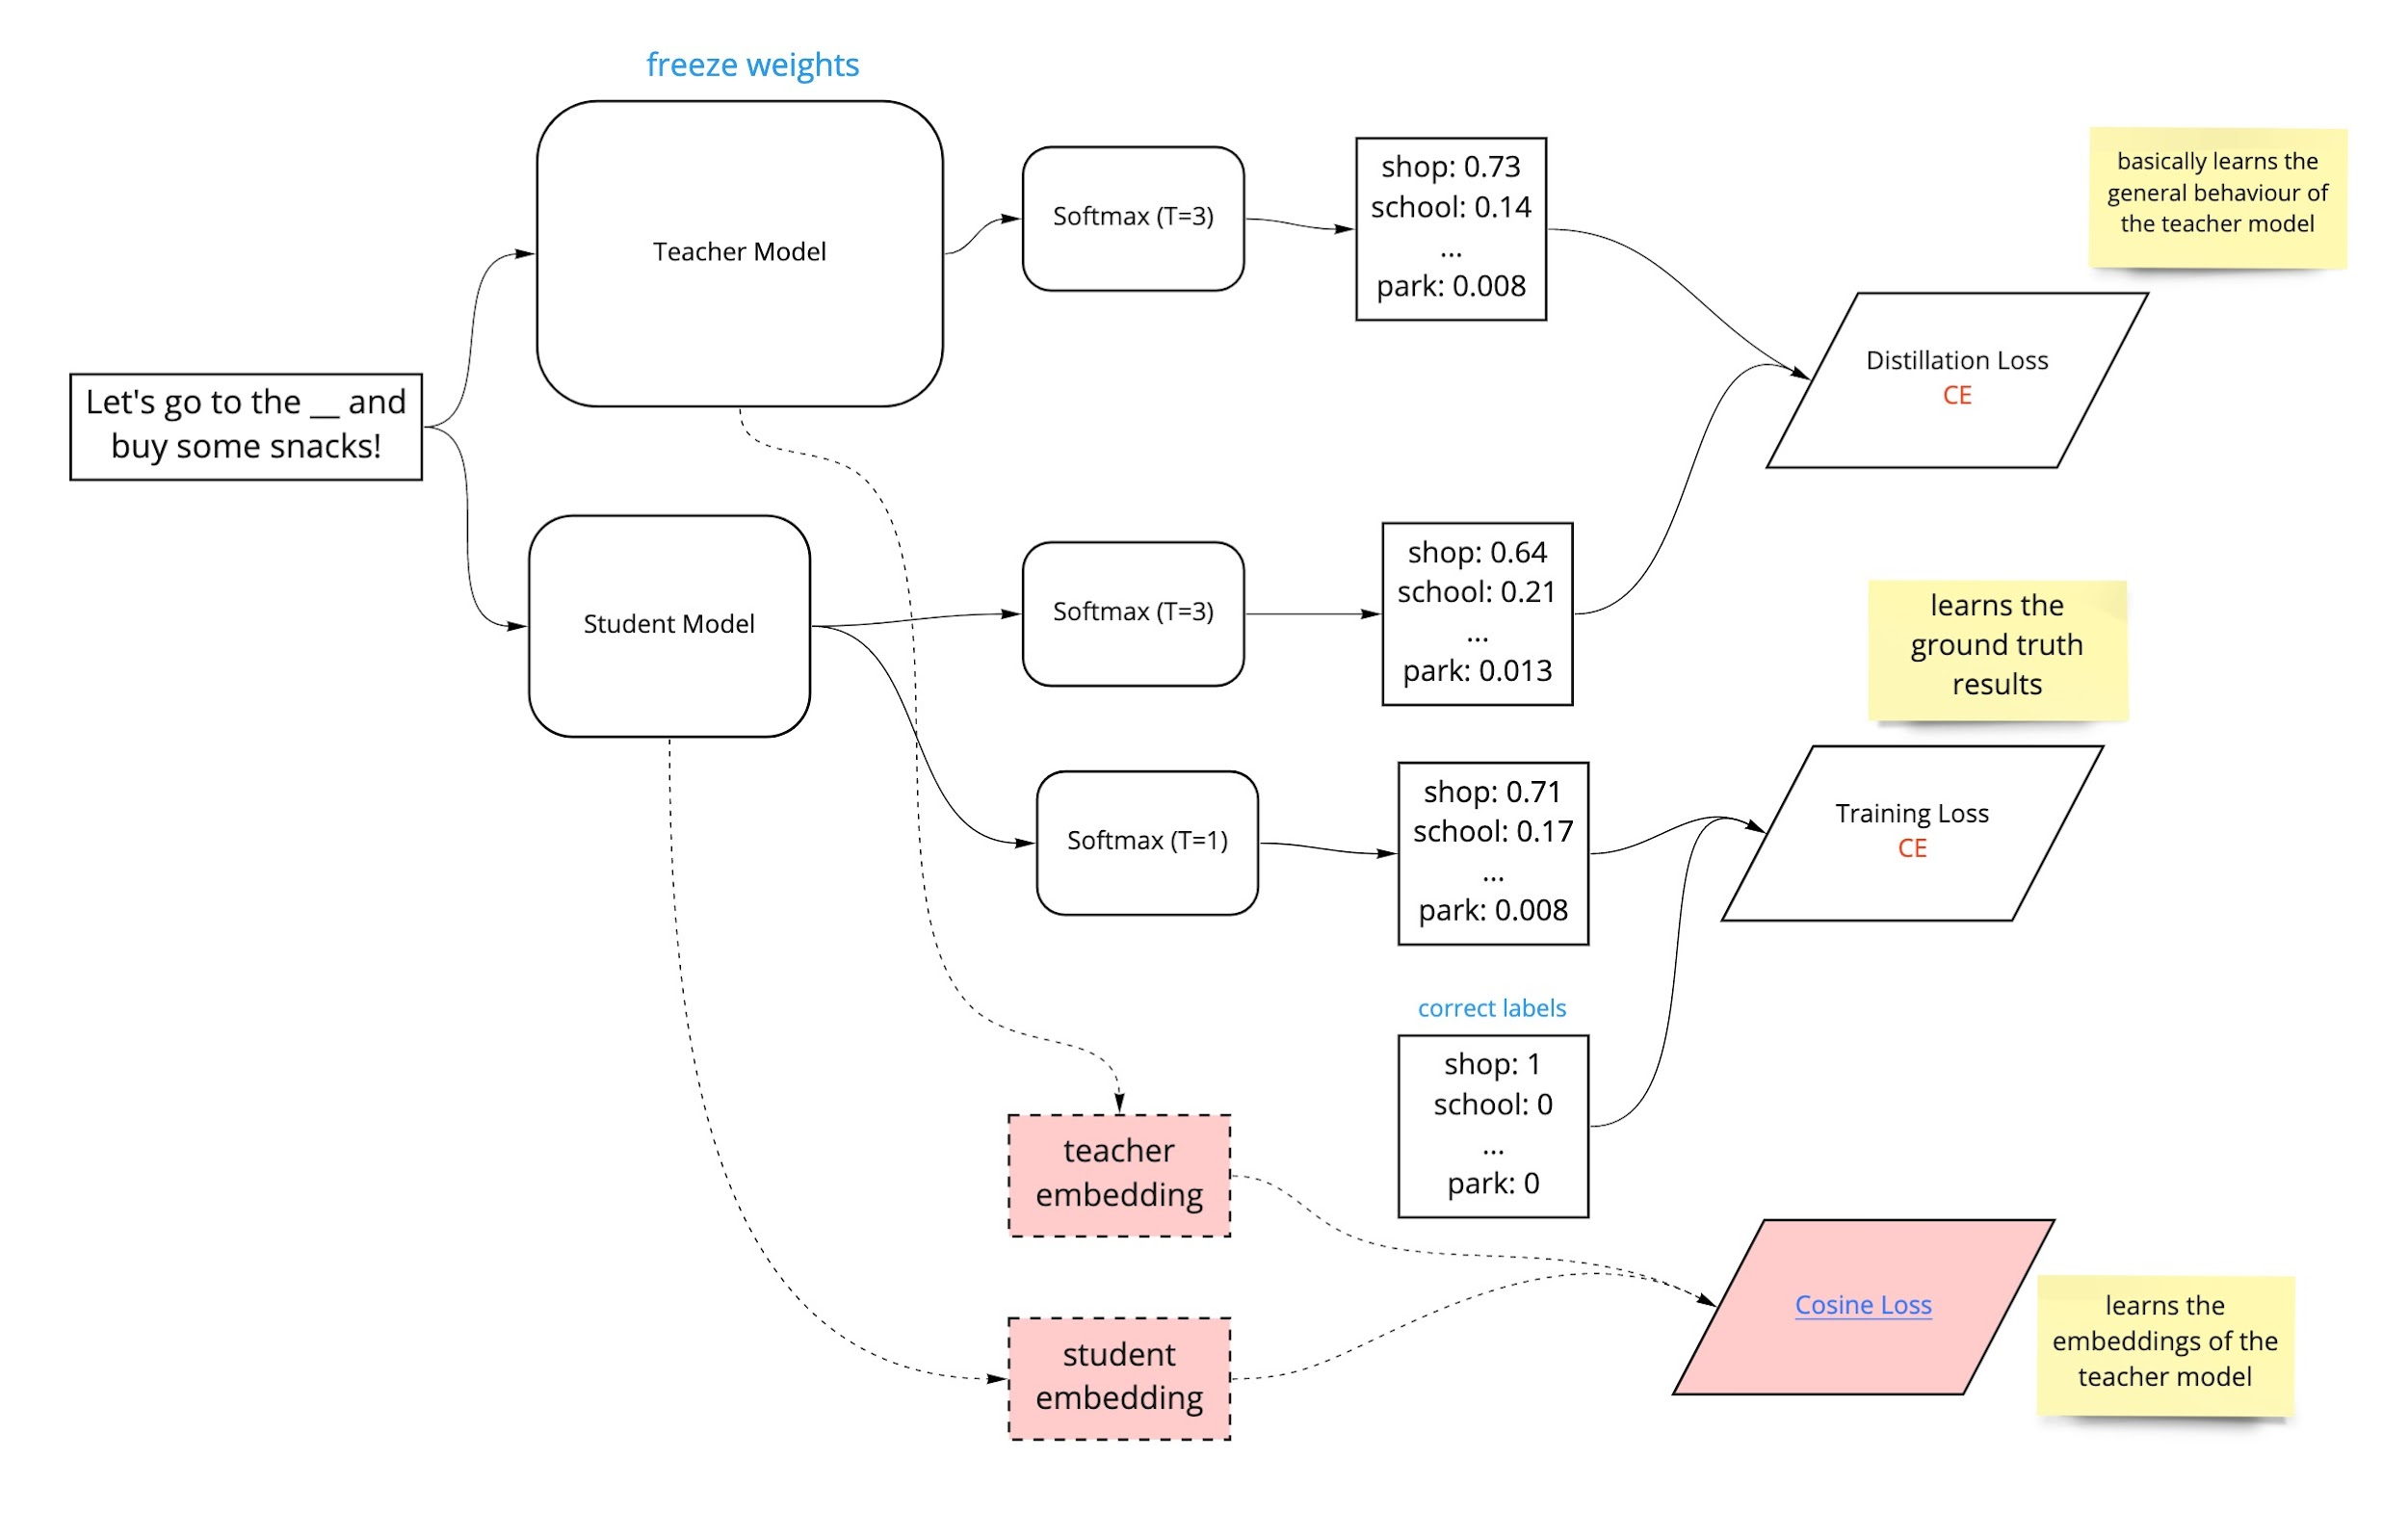 freeze weights
Teacher Model
Softmax (T=3)
shop: 0.73
school: 0.14
...
park: 0.008
basically learns the
general behaviour of
the teacher model
Distillation Loss
CE
Let's go to the __ and
buy some snacks!
Student Model
Softmax (T=3)
shop: 0.64
school: 0.21
...
park: 0.013
learns the
ground truth
results
Softmax (T=1)
shop: 0.71
school: 0.17
...
park: 0.008
Training Loss
CE
correct labels
shop: 1
school: 0
...
park: 0
teacher
embedding
student
embedding
Cosine Loss
learns the
embeddings of the
teacher model